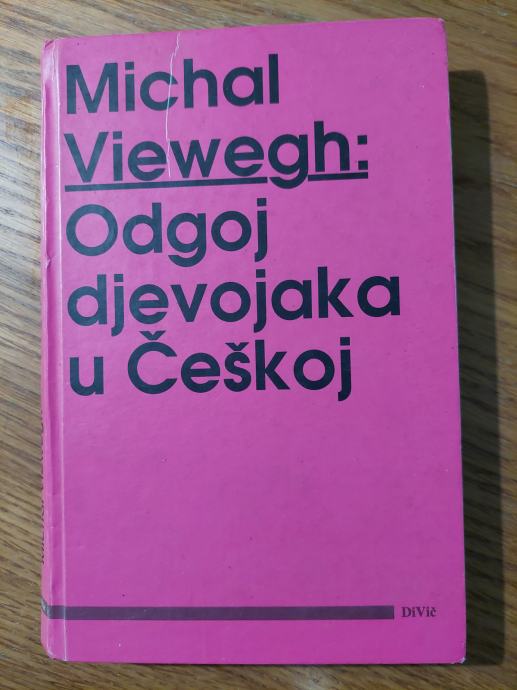 Michal
Viewegh:
Odgoj
djevojaka
u Češkoj
DiVič